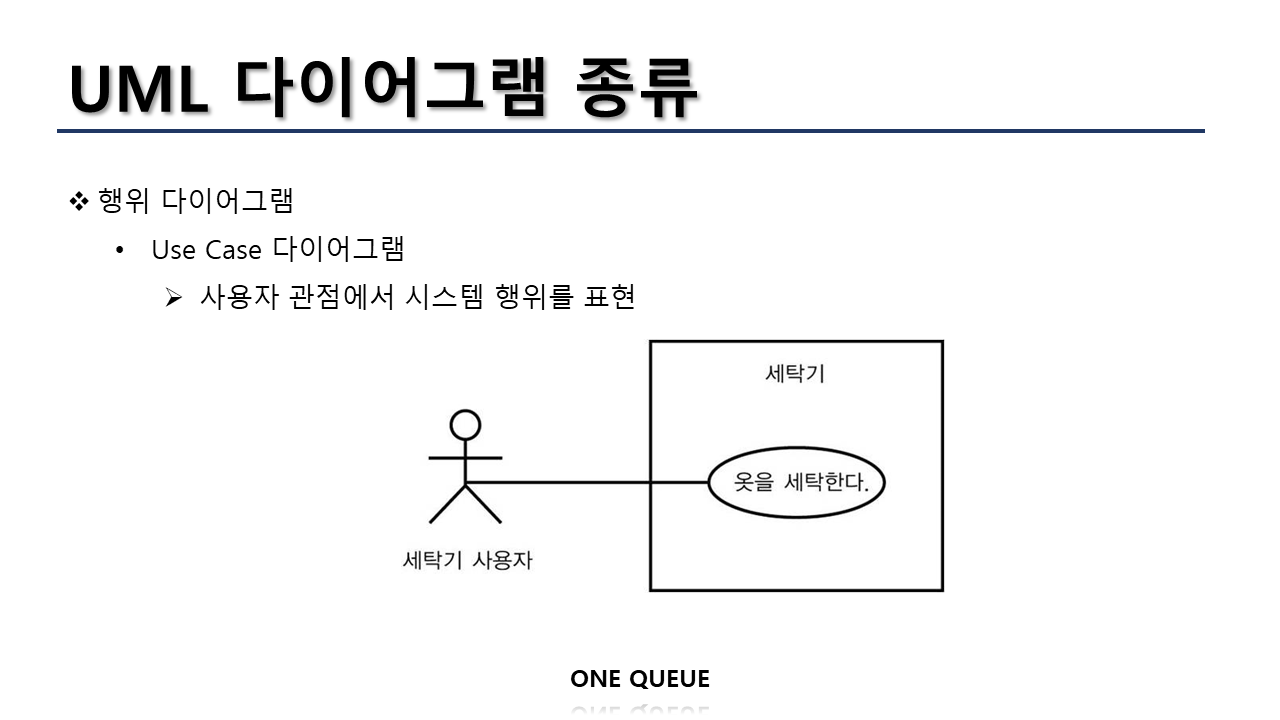 UML 다이어그램 종류
❖ 행위 다이어그램
• Use Case 다이어그램
➢ 사용자 관점에서 시스템 행위를 표현
세탁기
옷을 세탁한다.
세탁기 사용자
ONE QUEUE